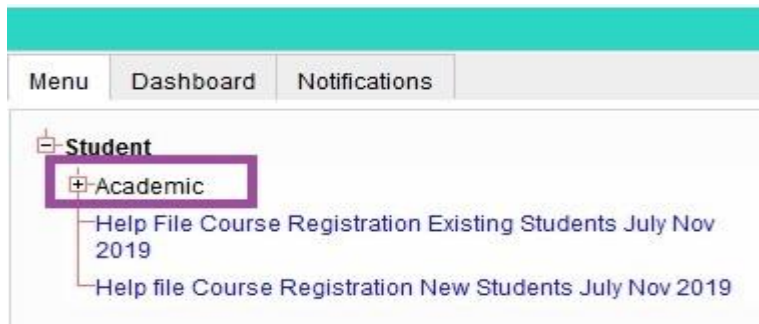 Menu Dashboard Notifications
Student
Academic
Help File Course Registration Existing Students July Nov
2019
Help file Course Registration New Students July Nov 2019